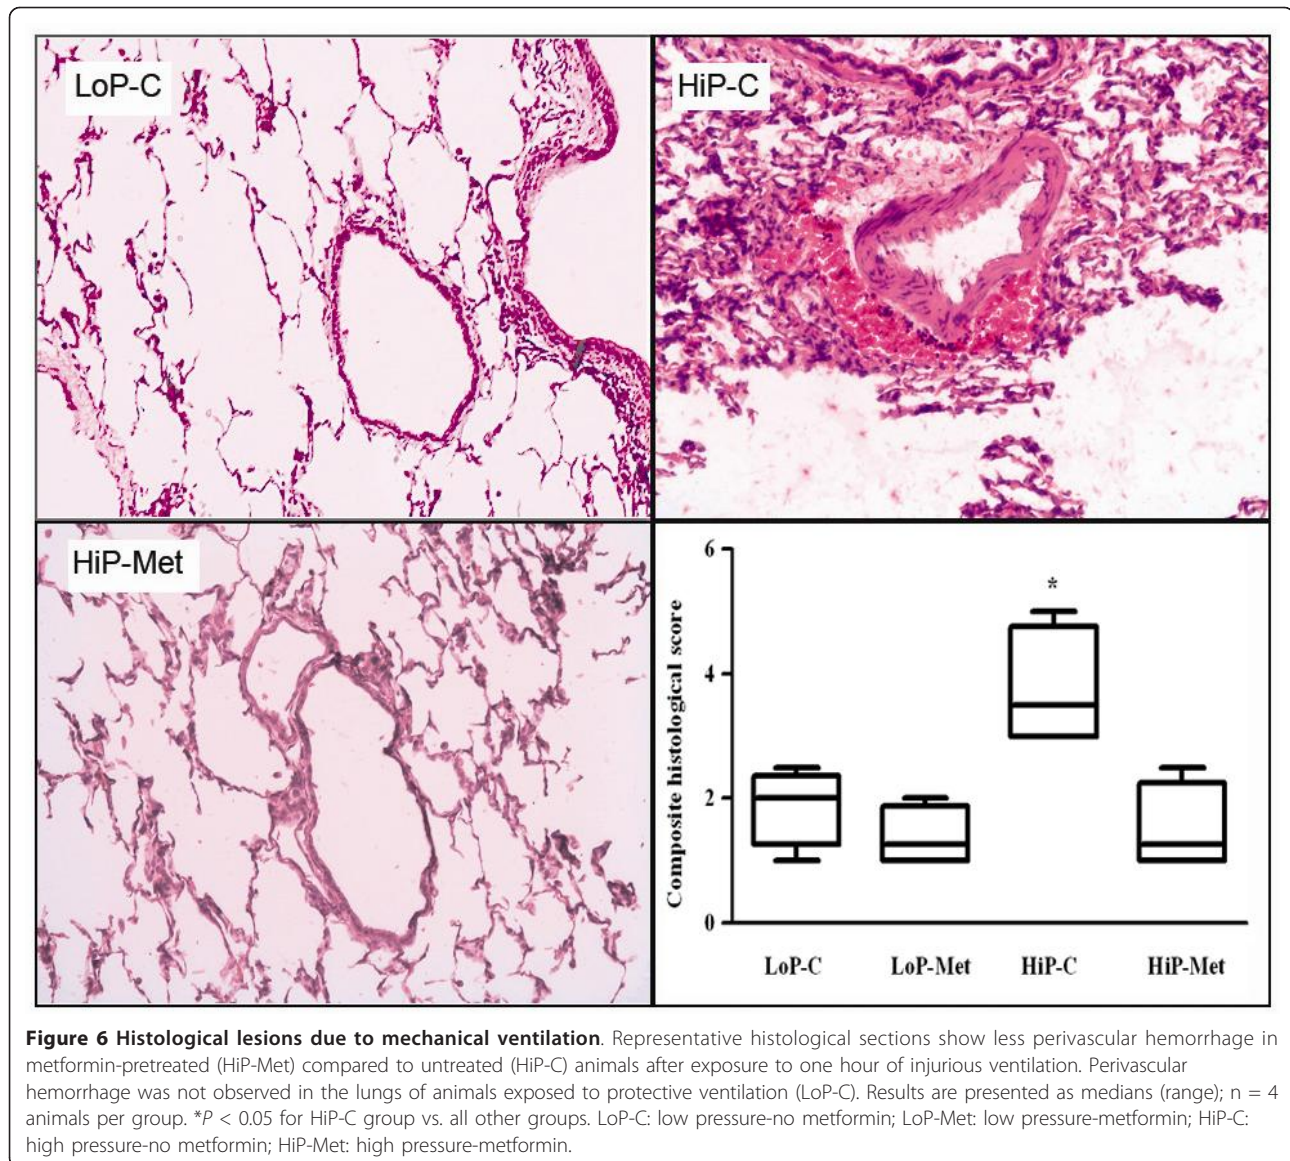 LoP-C
HiP-C
HiP-Met
6
*
4
2
0
Composite histological score
LoP-C LoP-Met HiP-C HiP-Met
Figure 6 Histological lesions due to mechanical ventilation. Representative histological sections show less perivascular hemorrhage in
metformin-pretreated (HiP-Met) compared to untreated (HiP-C) animals after exposure to one hour of injurious ventilation. Perivascular
hemorrhage was not observed in the lungs of animals exposed to protective ventilation (LoP-C). Results are presented as medians (range); n = 4
animals per group. *P < 0.05 for HiP-C group vs. all other groups. LoP-C: low pressure-no metformin; LoP-Met: low pressure-metformin; HiP-C:
high pressure-no metformin; HiP-Met: high pressure-metformin.